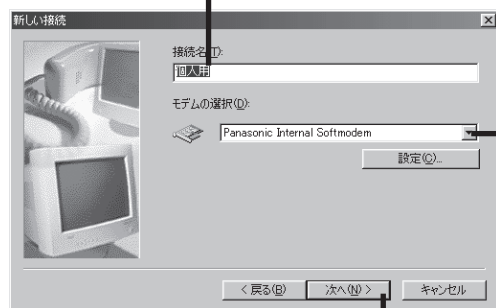 新しい接続
接続名(T):
個人用
モデムの選択(D):
Panasonic Internal Softmodem
設定(C)...
< 戻る(B)
次へ(N) >
キャンセル